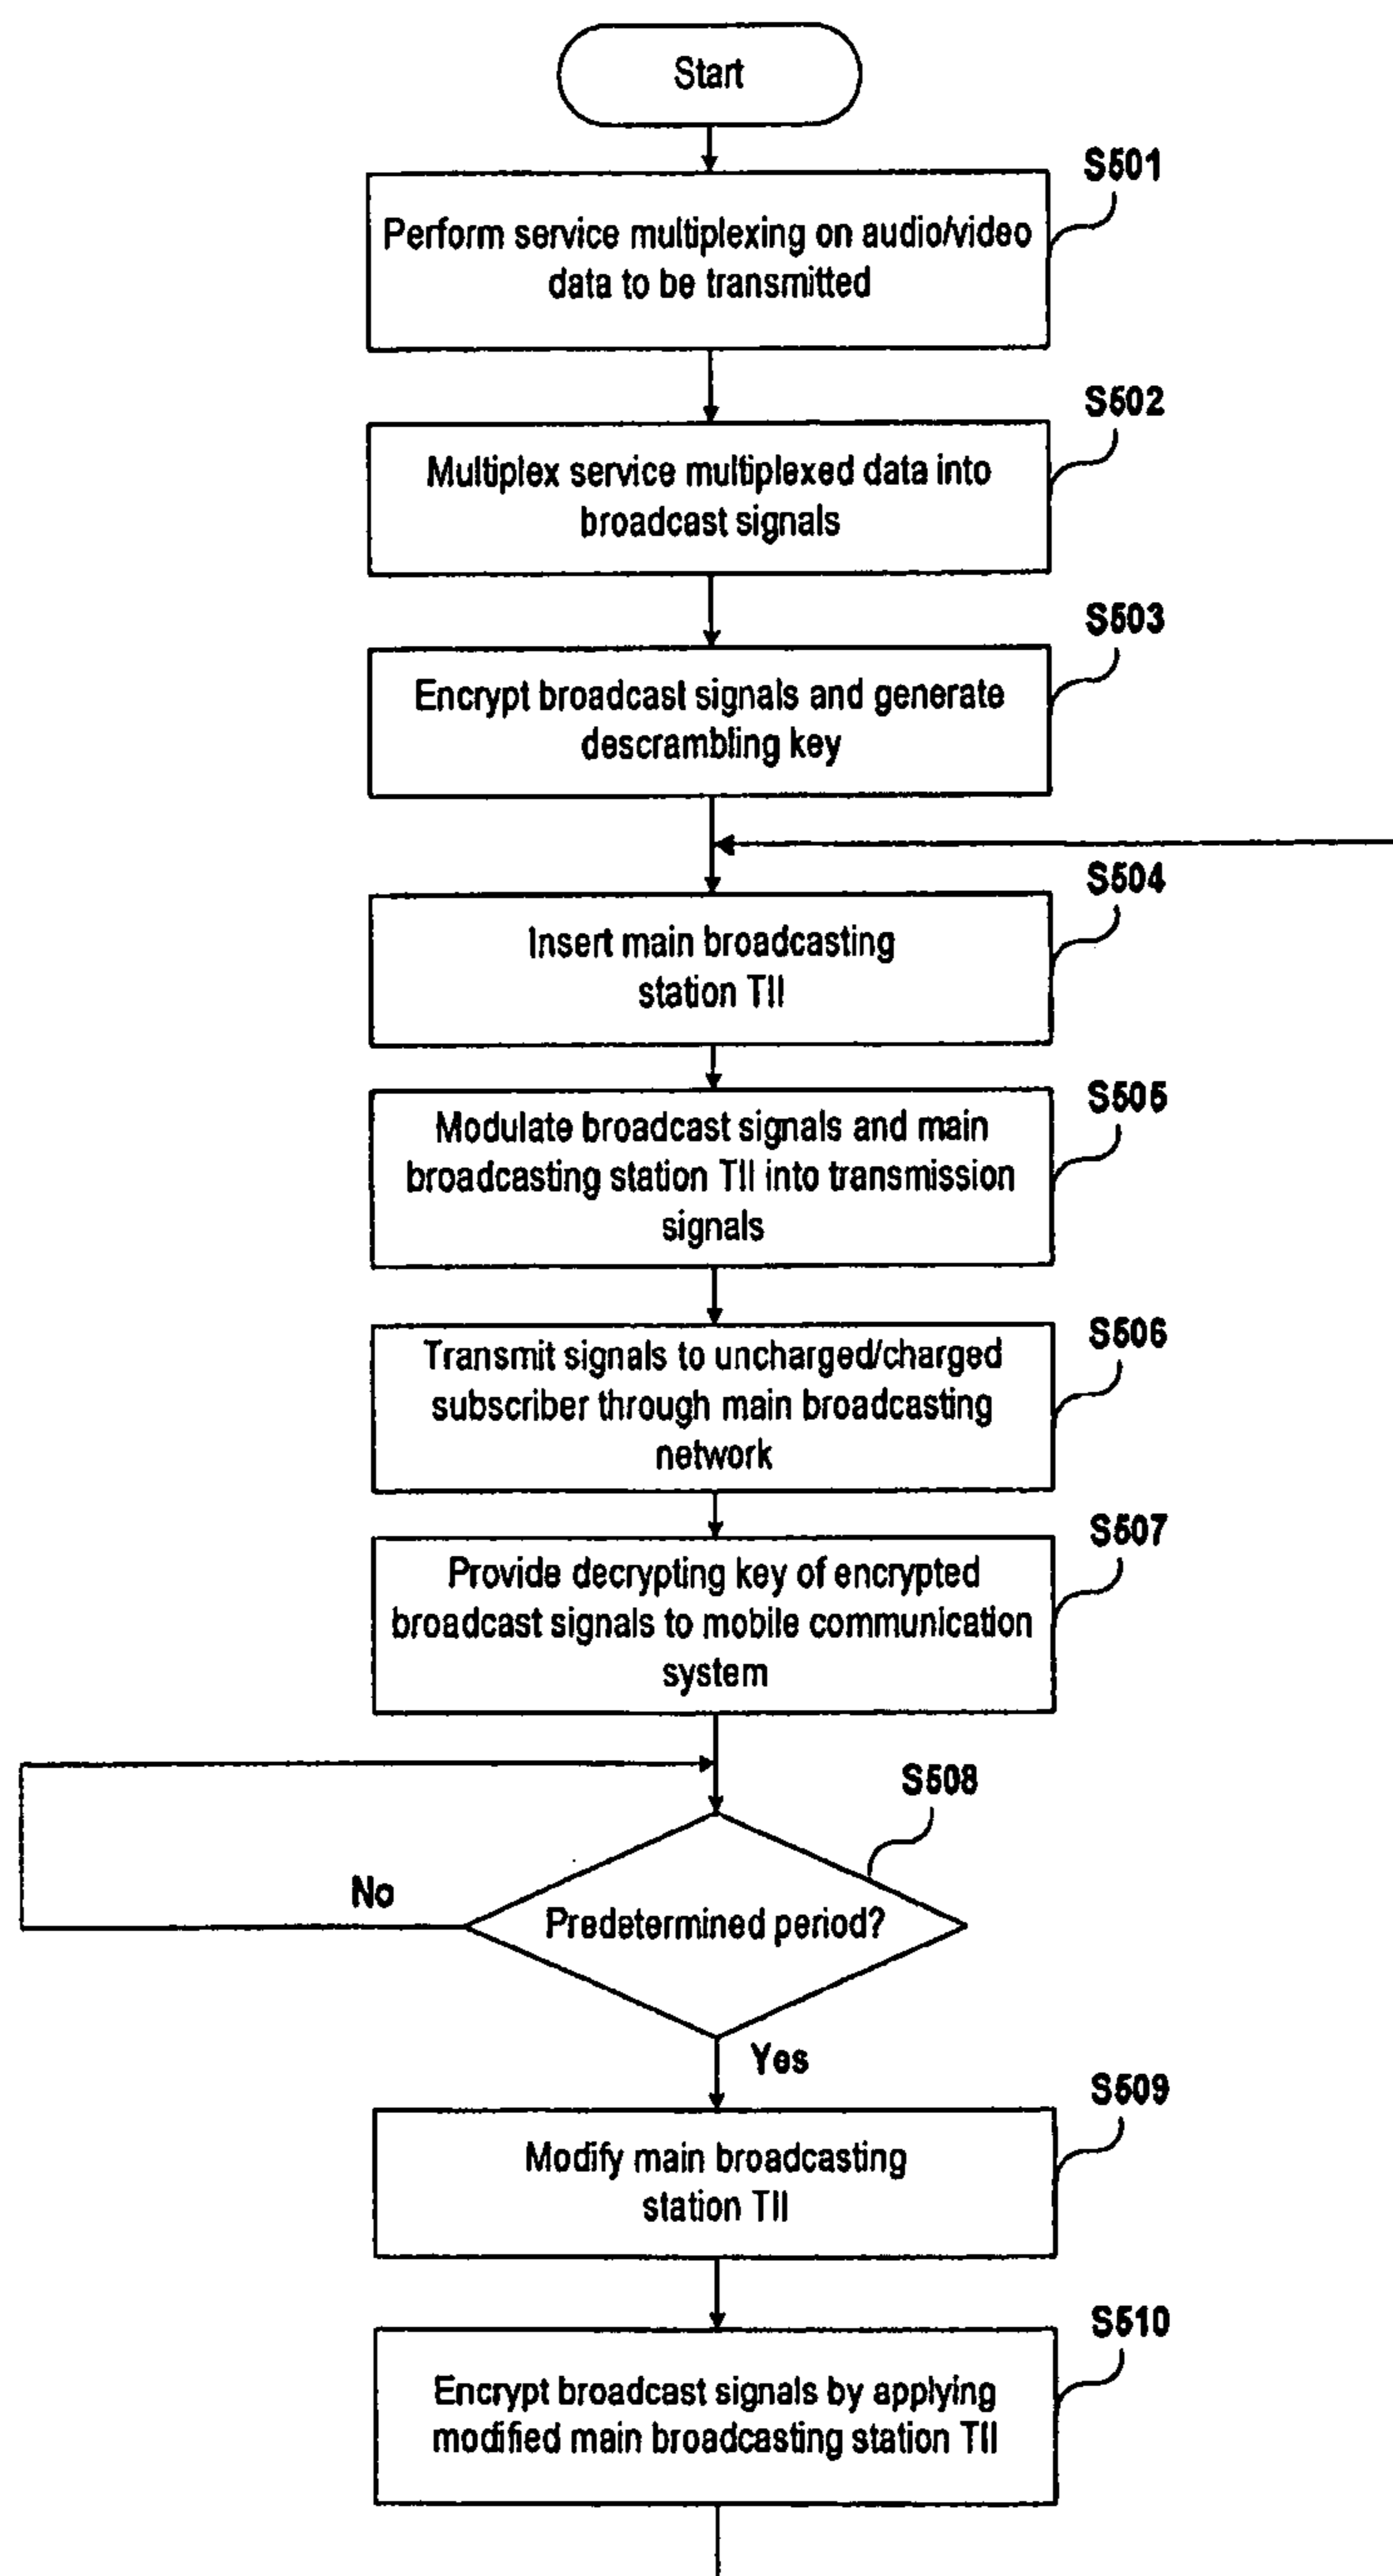 Start
S501
Perform service multiplexing on audio/video
data to be transmitted
S502
Multiplex service multiplexed data into
broadcast signals
S503
Encrypt broadcast signals and generate
descrambling key
S504
Insert main broadcasting
station TII
S505
Modulate broadcast signals and main
broadcasting station TII into transmission
signals
S506
Transmit signals to uncharged/charged
subscriber through main broadcasting
network
S507
Provide decrypting key of encrypted
broadcast signals to mobile communication
system
S508
No
Predetermined period?
Yes
S509
Modify main broadcasting
station TII
S510
Encrypt broadcast signals by applying
modified main broadcasting station TII